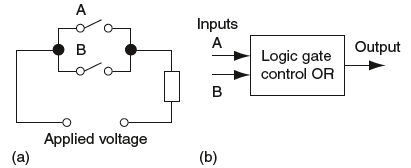 A
B
Applied voltage
(a)
Inputs
A
B
Logic gate
control OR
Output
(b)